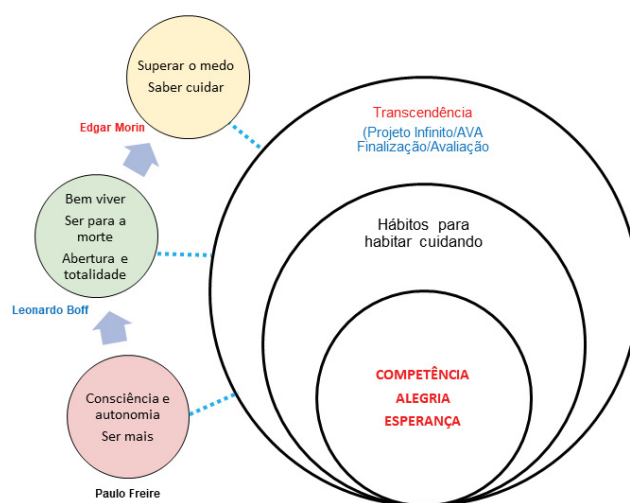 Superar o medo
Saber cuidar
Edgar Morin
Bem viver
Ser para a
morte
Abertura e
totalidade
Leonardo Boff
Consciência e
autonomia
Ser mais
Paulo Freire
Transcendência
(Projeto Infinito/AVA
Finalização/Avaliação
Hábitos para
habitar cuidando
COMPETÊNCIA
ALEGRIA
ESPERANÇA